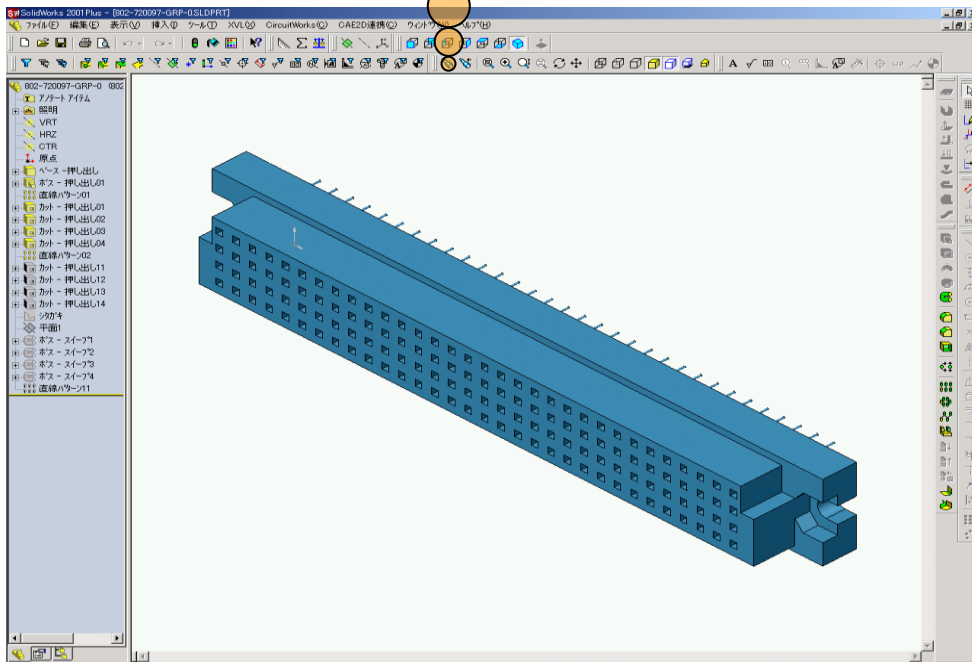 SolidWorks 2001Plus - [802-720097-GRP-0.SLDPRT]
ファイル(F) 編集(E) 表示(V) 挿入(I) ツール(T) XVL(X) CircuitWorks(C) CAE2D連携(C) ヘルプ(H)
802-720097-GRP-0 (802
アノテート アイテム
照明
VRT
HRZ
CTR
原点
ベース - 押し出し
ボス - 押し出し01
直線パターン01
カット - 押し出し01
カット - 押し出し02
カット - 押し出し03
カット - 押し出し04
直線パターン02
カット - 押し出し11
カット - 押し出し12
カット - 押し出し13
カット - 押し出し14
シタガキ
平面1
ボス - スイープ1
ボス - スイープ2
ボス - スイープ3
ボス - スイープ4
直線パターン11